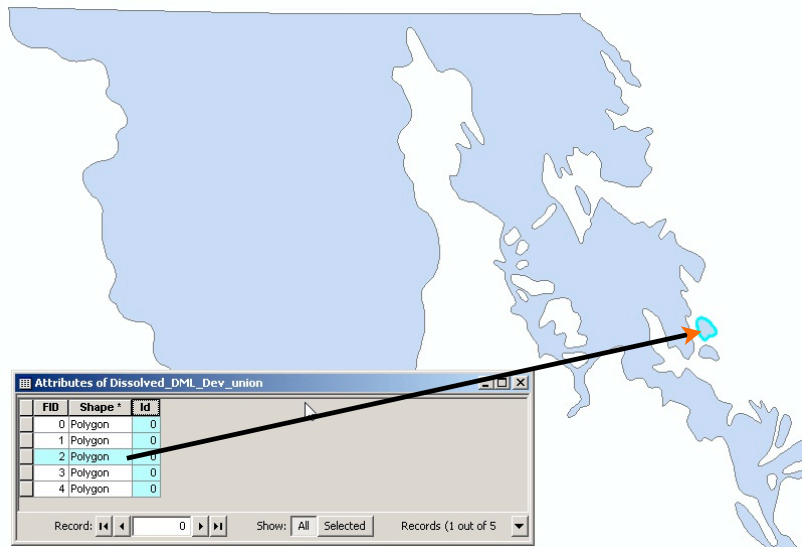 Attributes of Dissolved_DML_Dev_union
FID Shape * Id
0 Polygon 0
1 Polygon 0
2 Polygon 0
3 Polygon 0
4 Polygon 0
Record: 0 Show: All Selected Records (1 out of 5